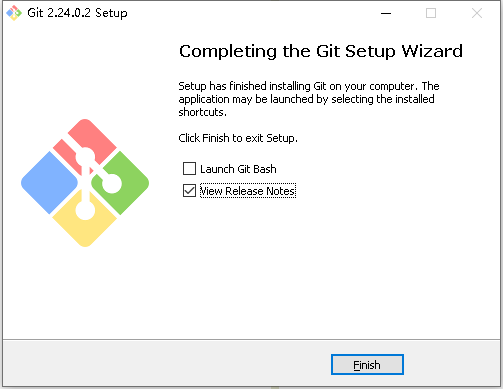 Git 2.24.0.2 Setup
Completing the Git Setup Wizard
Setup has finished installing Git on your computer. The
application may be launched by selecting the installed
shortcuts.
Click Finish to exit Setup.
Launch Git Bash
View Release Notes
Finish